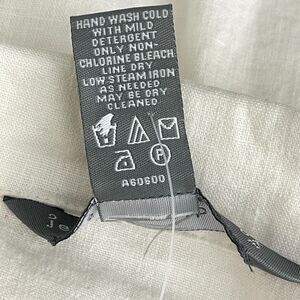 HAND WASH COLD
WITH MILD
DETERGENT
ONLY NON-
CHLORINE BLEACH
LINE DRY
LOW STEAM IRON
AS NEEDED
MAY BE DRY
CLEANED
P
A60600